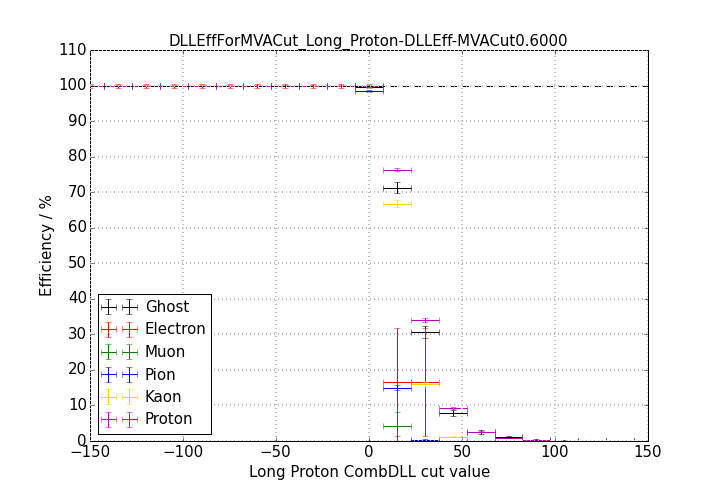 DLLEffForMVACut_Long_Proton-DLLEff-MVACut0.6000
110
100
90
80
70
60
50
40
30
20
10
0
Efficiency / %
Ghost
Electron
Muon
Pion
Kaon
Proton
−150 −100 −50 0 50 100 150
Long Proton CombDLL cut value